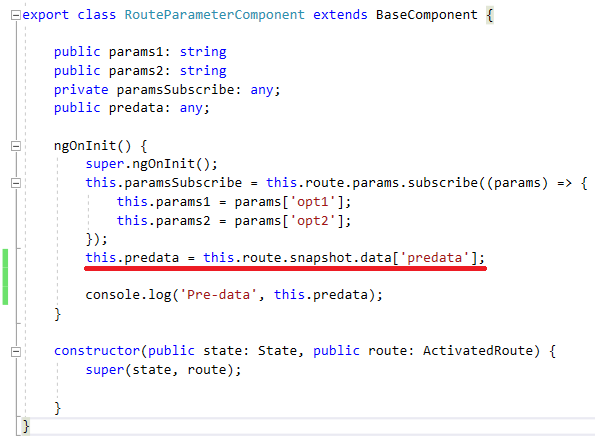 export class RouteParameterComponent extends BaseComponent {
public params1: string
public params2: string
private paramsSubscribe: any;
public predata: any;
ngOnInit() {
super.ngOnInit();
this.paramsSubscribe = this.route.params.subscribe((params) => {
this.params1 = params['opt1'];
this.params2 = params['opt2'];
});
this.predata = this.route.snapshot.data['predata'];
console.log('Pre-data', this.predata);
}
constructor(public state: State, public route: ActivatedRoute) {
super(state, route);
}
}